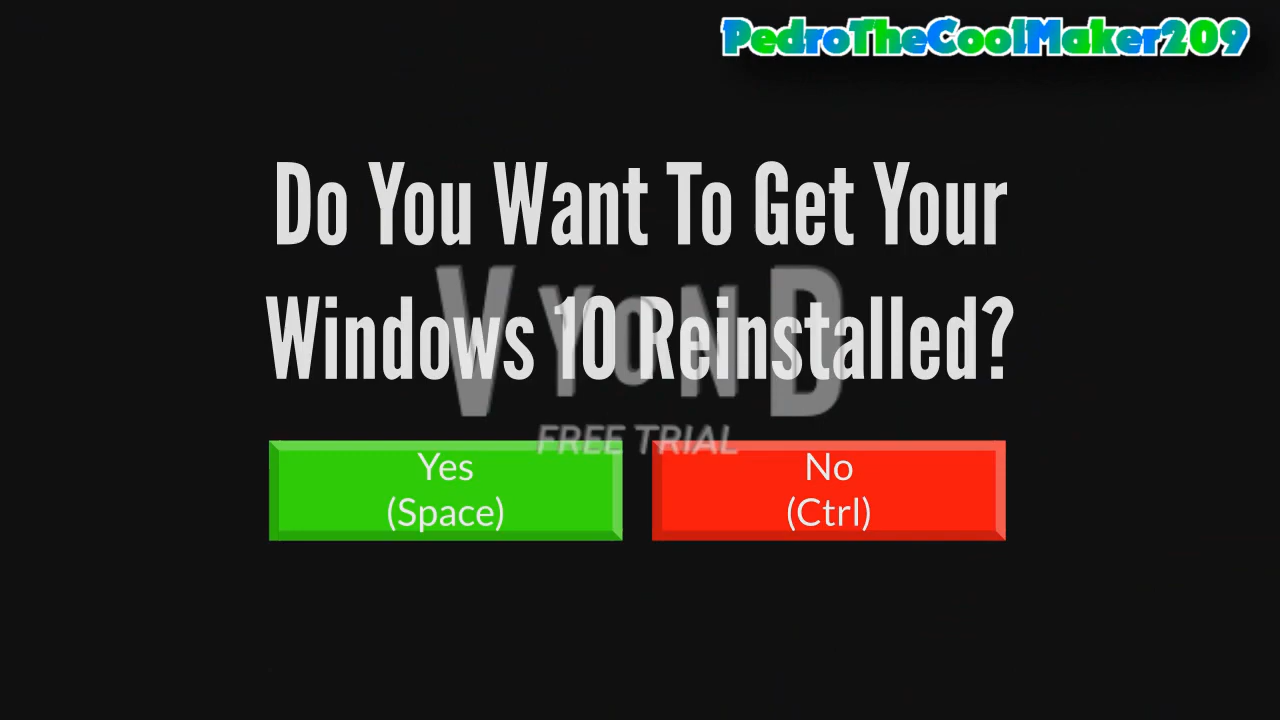 PedroTheCoolMaker209
Do You Want To Get Your
Windows 10 Reinstalled?
VYOND
FREE TRIAL
Yes
(Space)
No
(Ctrl)